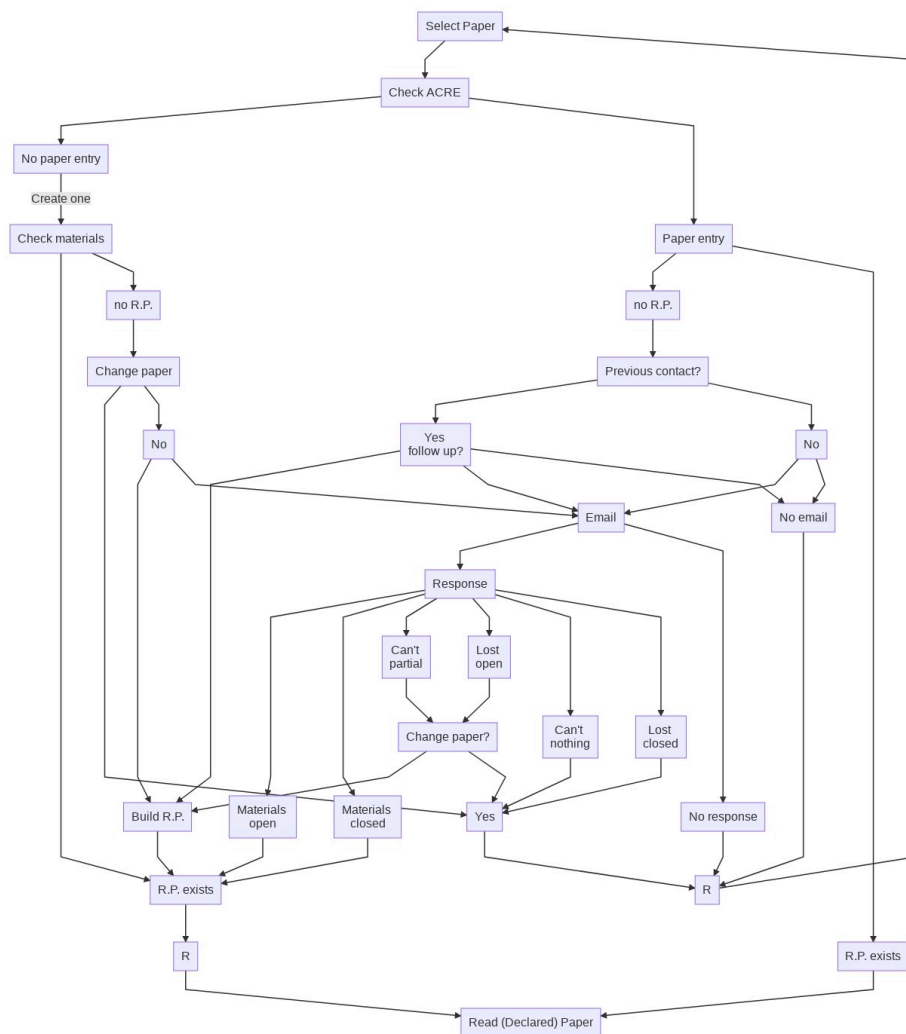 Select Paper
Check ACRE
No paper entry
Create one
Check materials
Paper entry
no R.P.
no R.P.
Change paper
Previous contact?
No
Yes
follow up?
No
Email
No email
Response
Can't
partial
Lost
open
Change paper?
Can't
nothing
Lost
closed
Build R.P.
Materials
open
Materials
closed
Yes
No response
R.P. exists
R
R
R.P. exists
Read (Declared) Paper